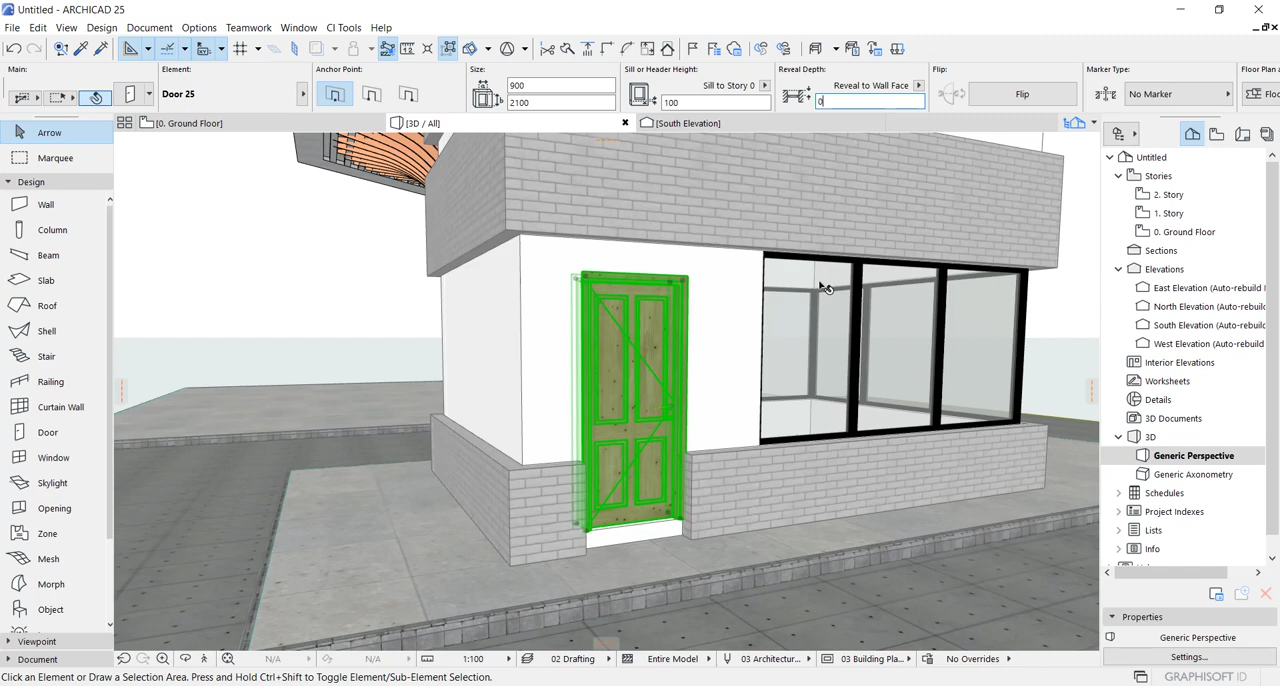 Untitled - ARCHICAD 25
File Edit View Design Document Options Teamwork Window CI Tools Help
Main:
Element:
Anchor Point:
Size:
Sill or Header Height:
Reveal Depth:
Flip:
Marker Type:
Floor Plan a
Door 25
900
2100
Sill to Story 0
100
Reveal to Wall Face
0
Flip
No Marker
Floo
[0. Ground Floor]
[3D / All]
[South Elevation]
Arrow
Marquee
Design
Wall
Column
Beam
Slab
Roof
Shell
Stair
Railing
Curtain Wall
Door
Window
Skylight
Opening
Zone
Mesh
Morph
Object
Viewpoint
Document
Untitled
Stories
2. Story
1. Story
0. Ground Floor
Sections
Elevations
East Elevation (Auto-rebuild
North Elevation (Auto-rebuild
South Elevation (Auto-rebuild
West Elevation (Auto-rebuild
Interior Elevations
Worksheets
Details
3D Documents
3D
Generic Perspective
Generic Axonometry
Schedules
Project Indexes
Lists
Info
Properties
Generic Perspective
Settings...
N/A
N/A
1:100
02 Drafting
Entire Model
03 Architectur...
03 Building Pla...
No Overrides
Click an Element or Draw a Selection Area. Press and Hold Ctrl+Shift to Toggle Element/Sub-Element Selection.
GRAPHISOFT ID